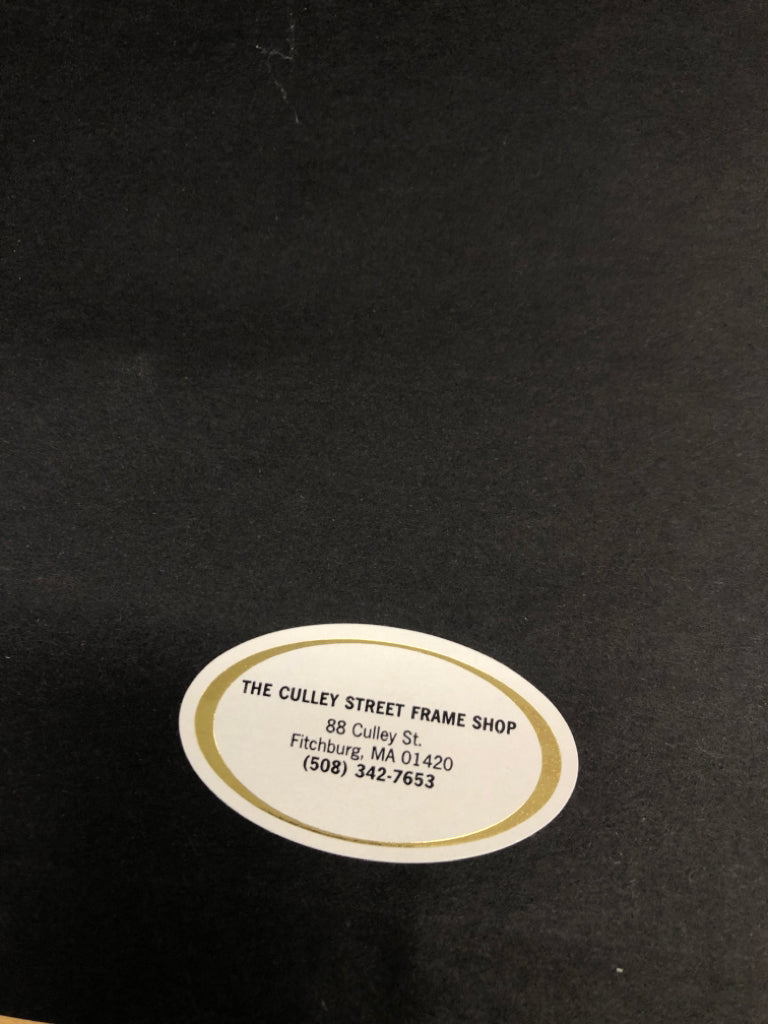 THE CULLEY STREET FRAME SHOP
88 Culley St.
Fitchburg, MA 01420
(508) 342-7653